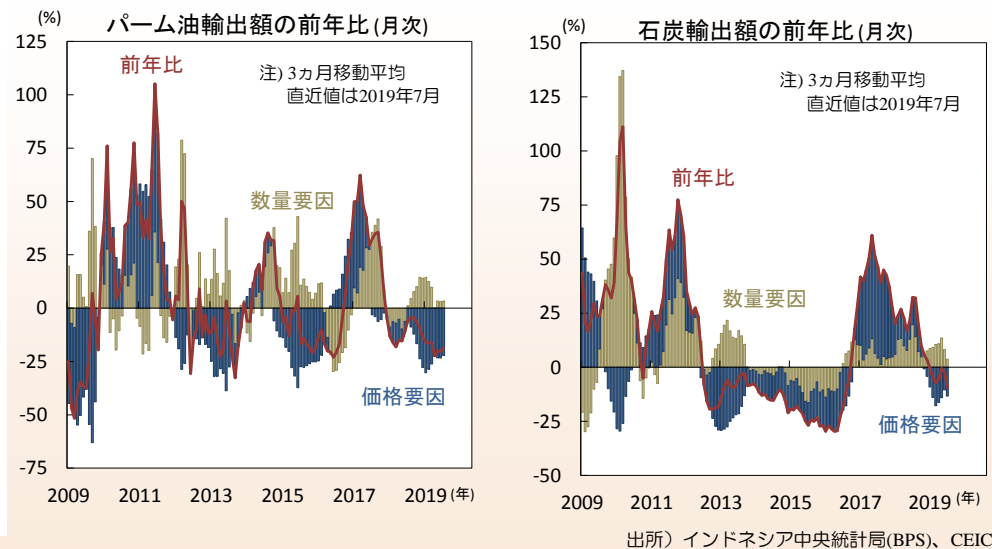 パーム油輸出額の前年比(月次)
(%)
125
100
75
50
25
0
-25
-50
-75
前年比
注) 3ヵ月移動平均
直近値は2019年7月
数量要因
価格要因
2009 2011 2013 2015 2017 2019 (年)
石炭輸出額の前年比(月次)
(%)
150
125
100
75
50
25
0
-25
-50
注) 3ヵ月移動平均
直近値は2019年7月
前年比
数量要因
価格要因
2009 2011 2013 2015 2017 2019 (年)
出所）インドネシア中央統計局(BPS)、CEIC